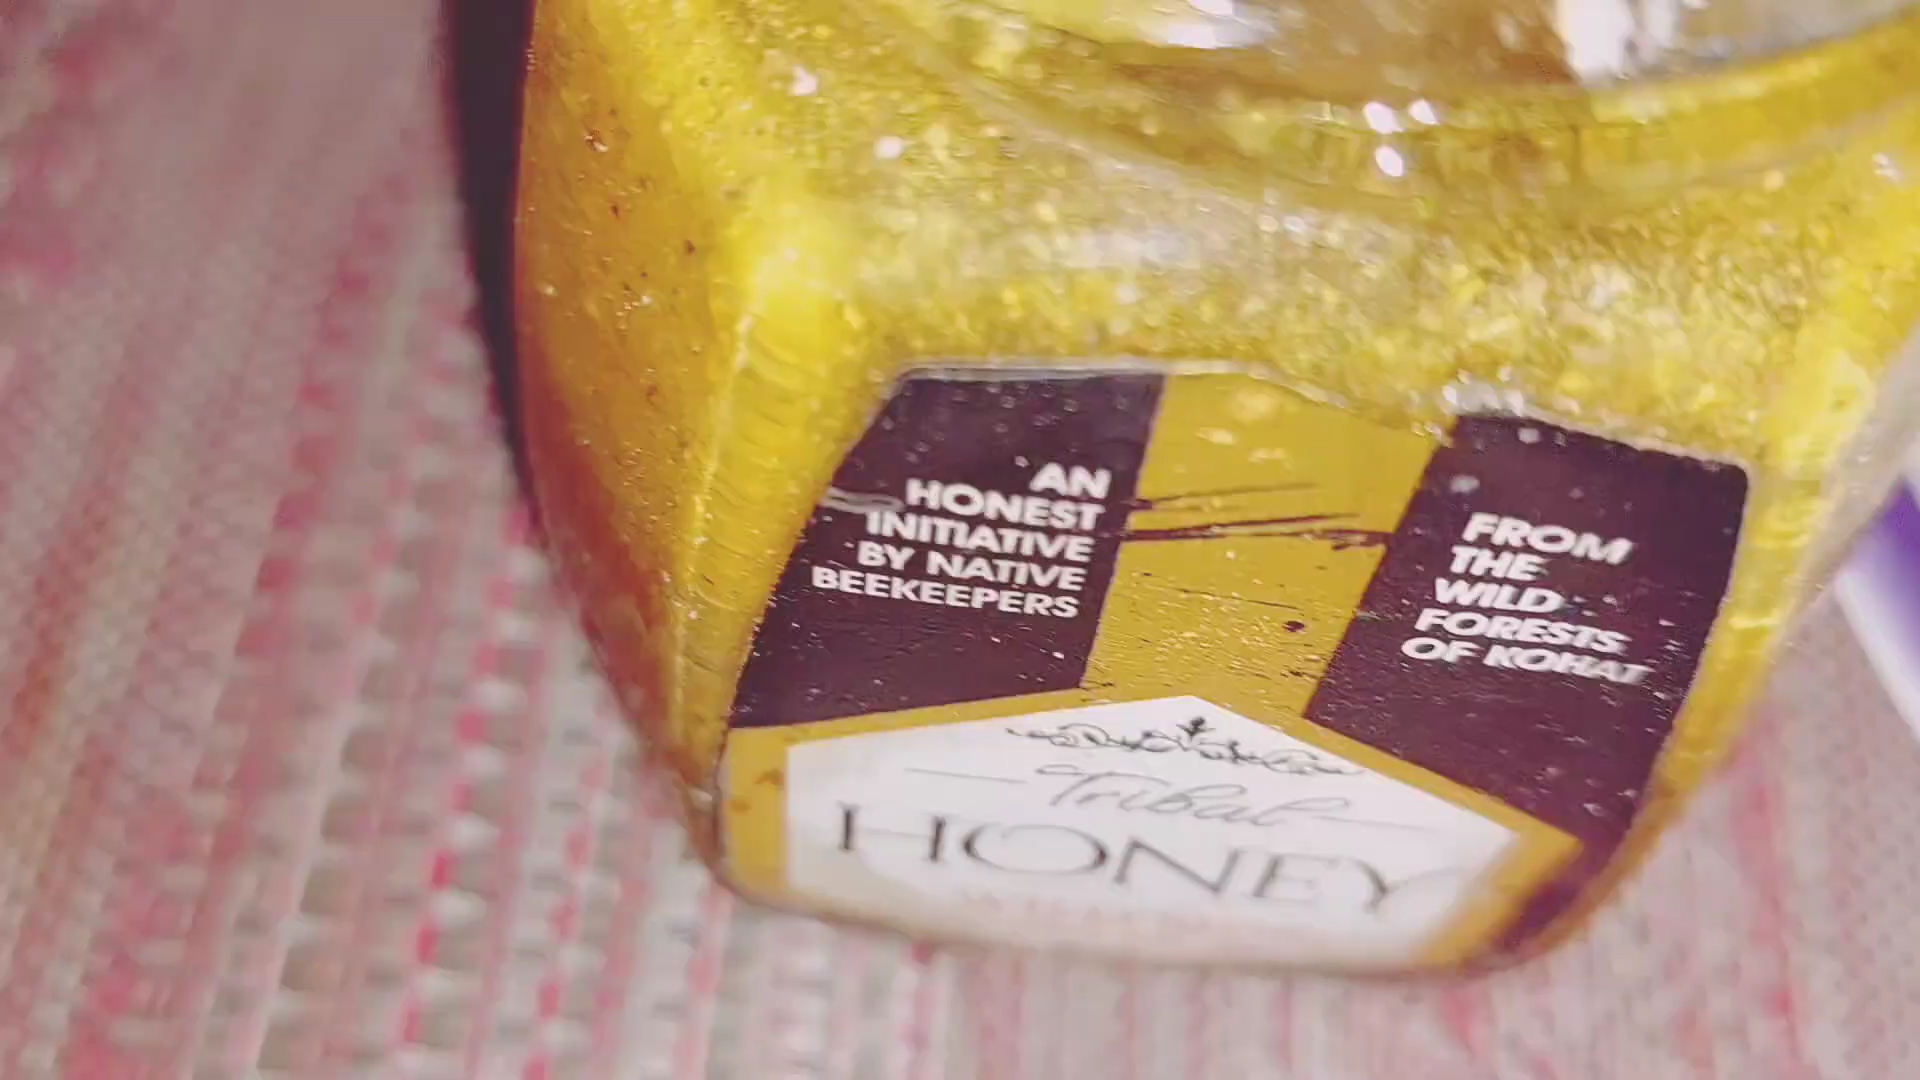 AN
HONEST
INITIATIVE
BY NATIVE
BEEKEEPERS
FROM
THE
WILD
FORESTS
OF KOHAT
Tribal
HONEY